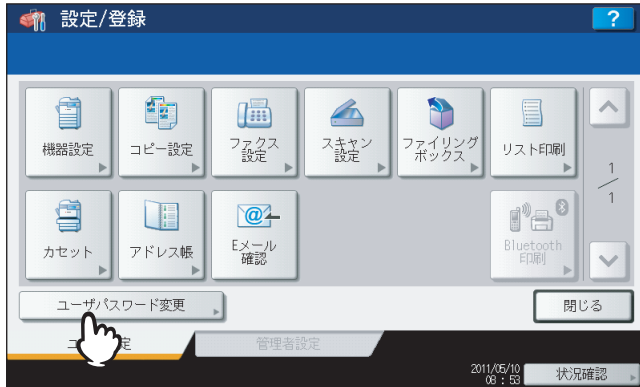 設定/登録
?
機器設定
コピー設定
ファクス
設定
スキャン
設定
ファイリング
ボックス
リスト印刷
1
1
カセット
アドレス帳
@
Eメール
確認
Bluetooth
印刷
ユーザパスワード変更
閉じる
定
管理者設定
2011/05/10
08 : 53
状況確認